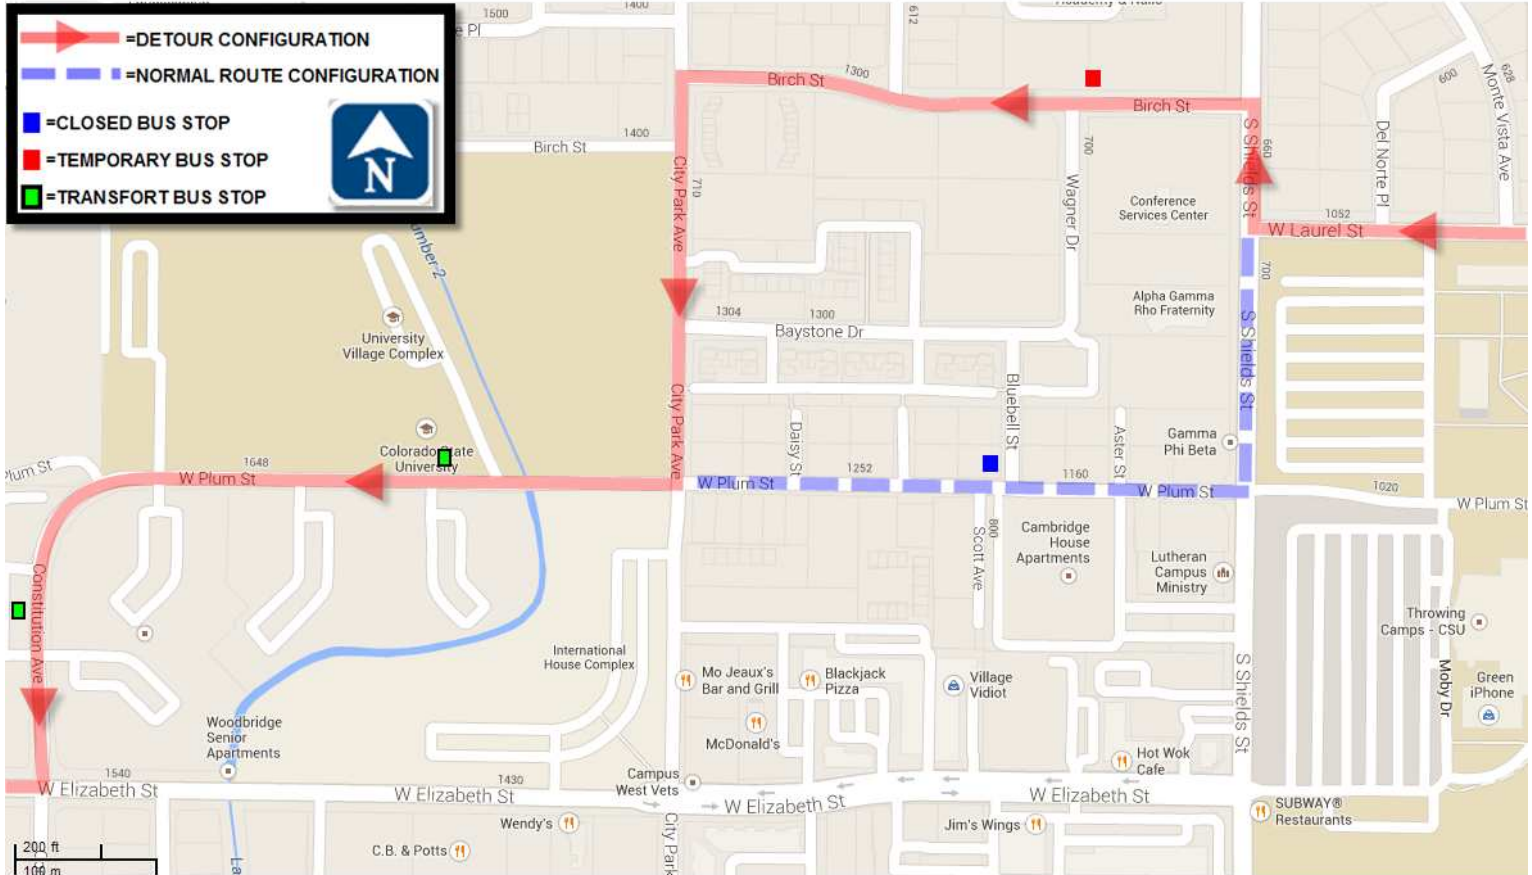 =DETOUR CONFIGURATION
=NORMAL ROUTE CONFIGURATION
=CLOSED BUS STOP
=TEMPORARY BUS STOP
=TRANSFORT BUS STOP
N
1500
1400
e Pl
612
Birch St
1300
Birch St
600
628
Monte Vista Ave
Del Norte Pl
1400
Birch St
700
S Shields St
660
City Park Ave
710
Wagner Dr
Conference
Services Center
1052
W Laurel St
umber 2
700
University
Village Complex
1304
1300
Baystone Dr
Alpha Gamma
Rho Fraternity
S Shields St
City Park Ave
Bluebell St
Daisy St
Aster St
Gamma
Phi Beta
Colorado State
University
Plum St
1648
W Plum St
W Plum St
1252
1160
W Plum St
1020
W Plum St
Scott Ave
800
Cambridge
House
Apartments
Lutheran
Campus
Ministry
Constitution Ave
Throwing
Camps - CSU
International
House Complex
Mo Jeaux's
Bar and Grill
Blackjack
Pizza
Village
Vidiot
S Shields St
Moby Dr
Green
iPhone
Woodbridge
Senior
Apartments
McDonald's
Hot Wok
Cafe
1540
W Elizabeth St
1430
W Elizabeth St
Campus
West Vets
W Elizabeth St
W Elizabeth St
SUBWAY®
Restaurants
Wendy's
City Park
Jim's Wings
C.B. & Potts
La
200 ft
100 m